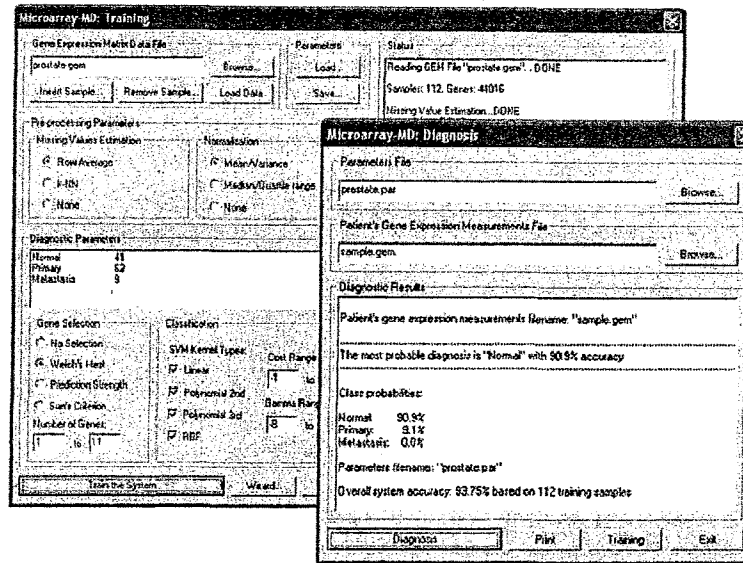 Microarray-MD: Training
Gene Expression Matrix Data File
prostate.gem
Browse...
Insert Sample...
Remove Sample...
Load Data
Parameters
Load...
Save...
Status
Reading GEM File "prostate.gem"...DONE
Samples: 112, Genes: 44016
Missing Value Estimation...DONE
Pre-processing Parameters
Missing Values Estimation
Row Average
K-NN
None
Normalisation
Mean/Variance
Median/Quartile range
None
Diagnostic Parameters
Normal 41
Primary 62
Metastasis 9
Gene Selection
No Selection
Welch's t-test
Prediction Strength
Sun's Criterion
Number of Genes:
1 to 11
Classification
SVM Kernel Types:
Linear
Polynomial 2nd
Polynomial 3rd
RBF
Cost Range
to
Gamma Rang
-8 to
Train the System
Wizard...
Microarray-MD: Diagnosis
Parameters File
prostate.par
Browse...
Patient's Gene Expression Measurements File
sample.gem
Browse...
Diagnostic Results
Patient's gene expression measurements filename: "sample.gem"
The most probable diagnosis is "Normal" with 90.9% accuracy
Class probabilities:
Normal: 90.9%
Primary: 9.1%
Metastasis: 0.0%
Parameters filename: "prostate.par"
Overall system accuracy: 93.75% based on 112 training samples
Diagnosis
Print
Training
Exit